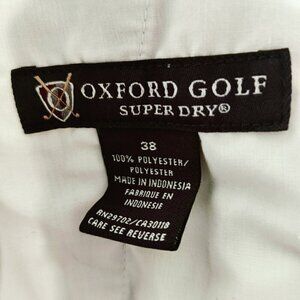 OXFORD GOLF
SUPER DRY®
38
100% POLYESTER/
POLYESTER
MADE IN INDONESIA
FABRIQUE EN
INDONESIE
RN29702/CA30118
CARE SEE REVERSE